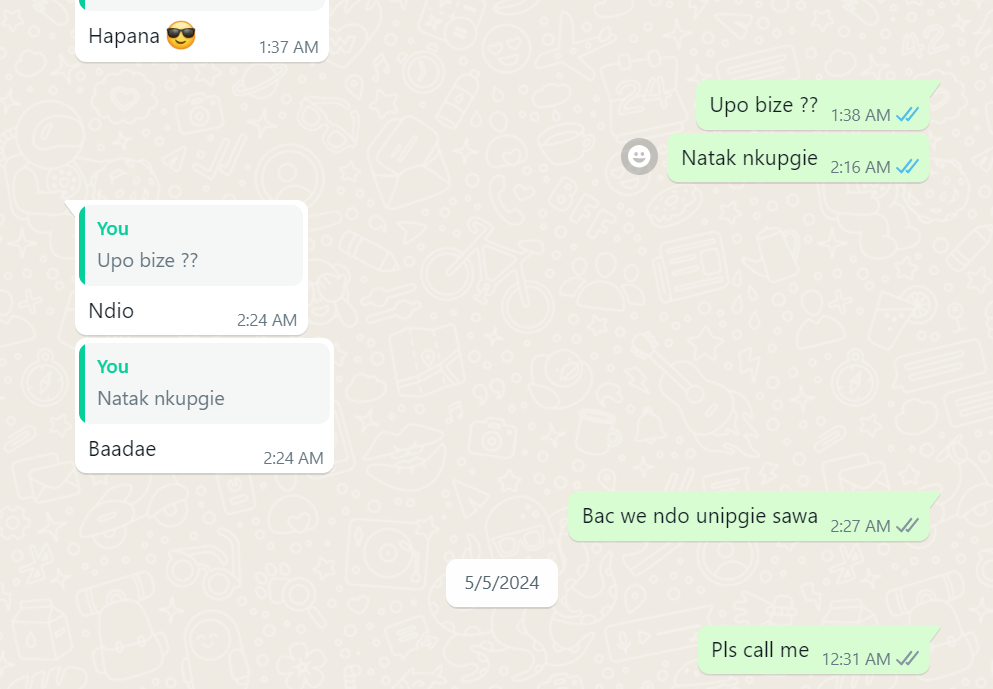 Hapana 😎
1:37 AM
Upo bize ??
1:38 AM
Natak nkupgie
2:16 AM
You
Upo bize ??
Ndio
2:24 AM
You
Natak nkupgie
Baadae
2:24 AM
Bac we ndo unipgie sawa
2:27 AM
5/5/2024
Pls call me
12:31 AM